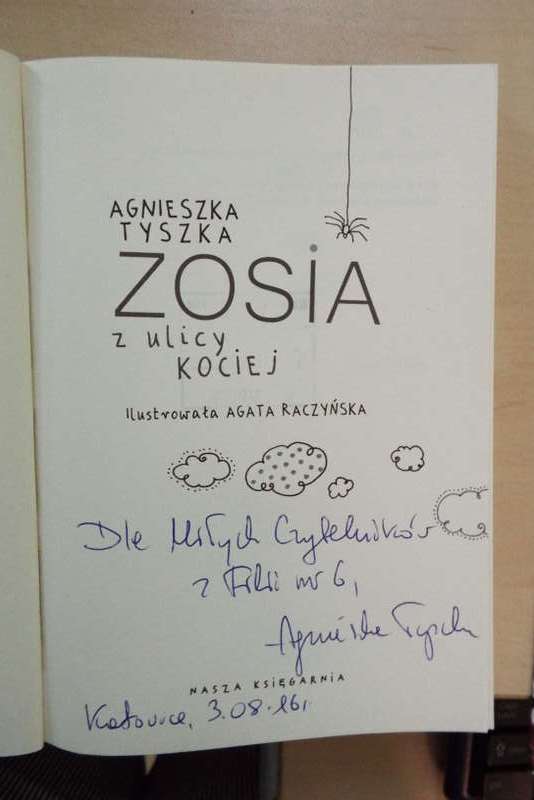 AGNIESZKA
TYSZKA
ZOSIA
z ulicy
KOCIEJ
Ilustrowała AGATA RACZYŃSKA
Dla Miłych Czytelników
z Filii nr 6,
Agnieszka Tyszka
NASZA KSIĘGARNIA
Katowice, 3.08.16r